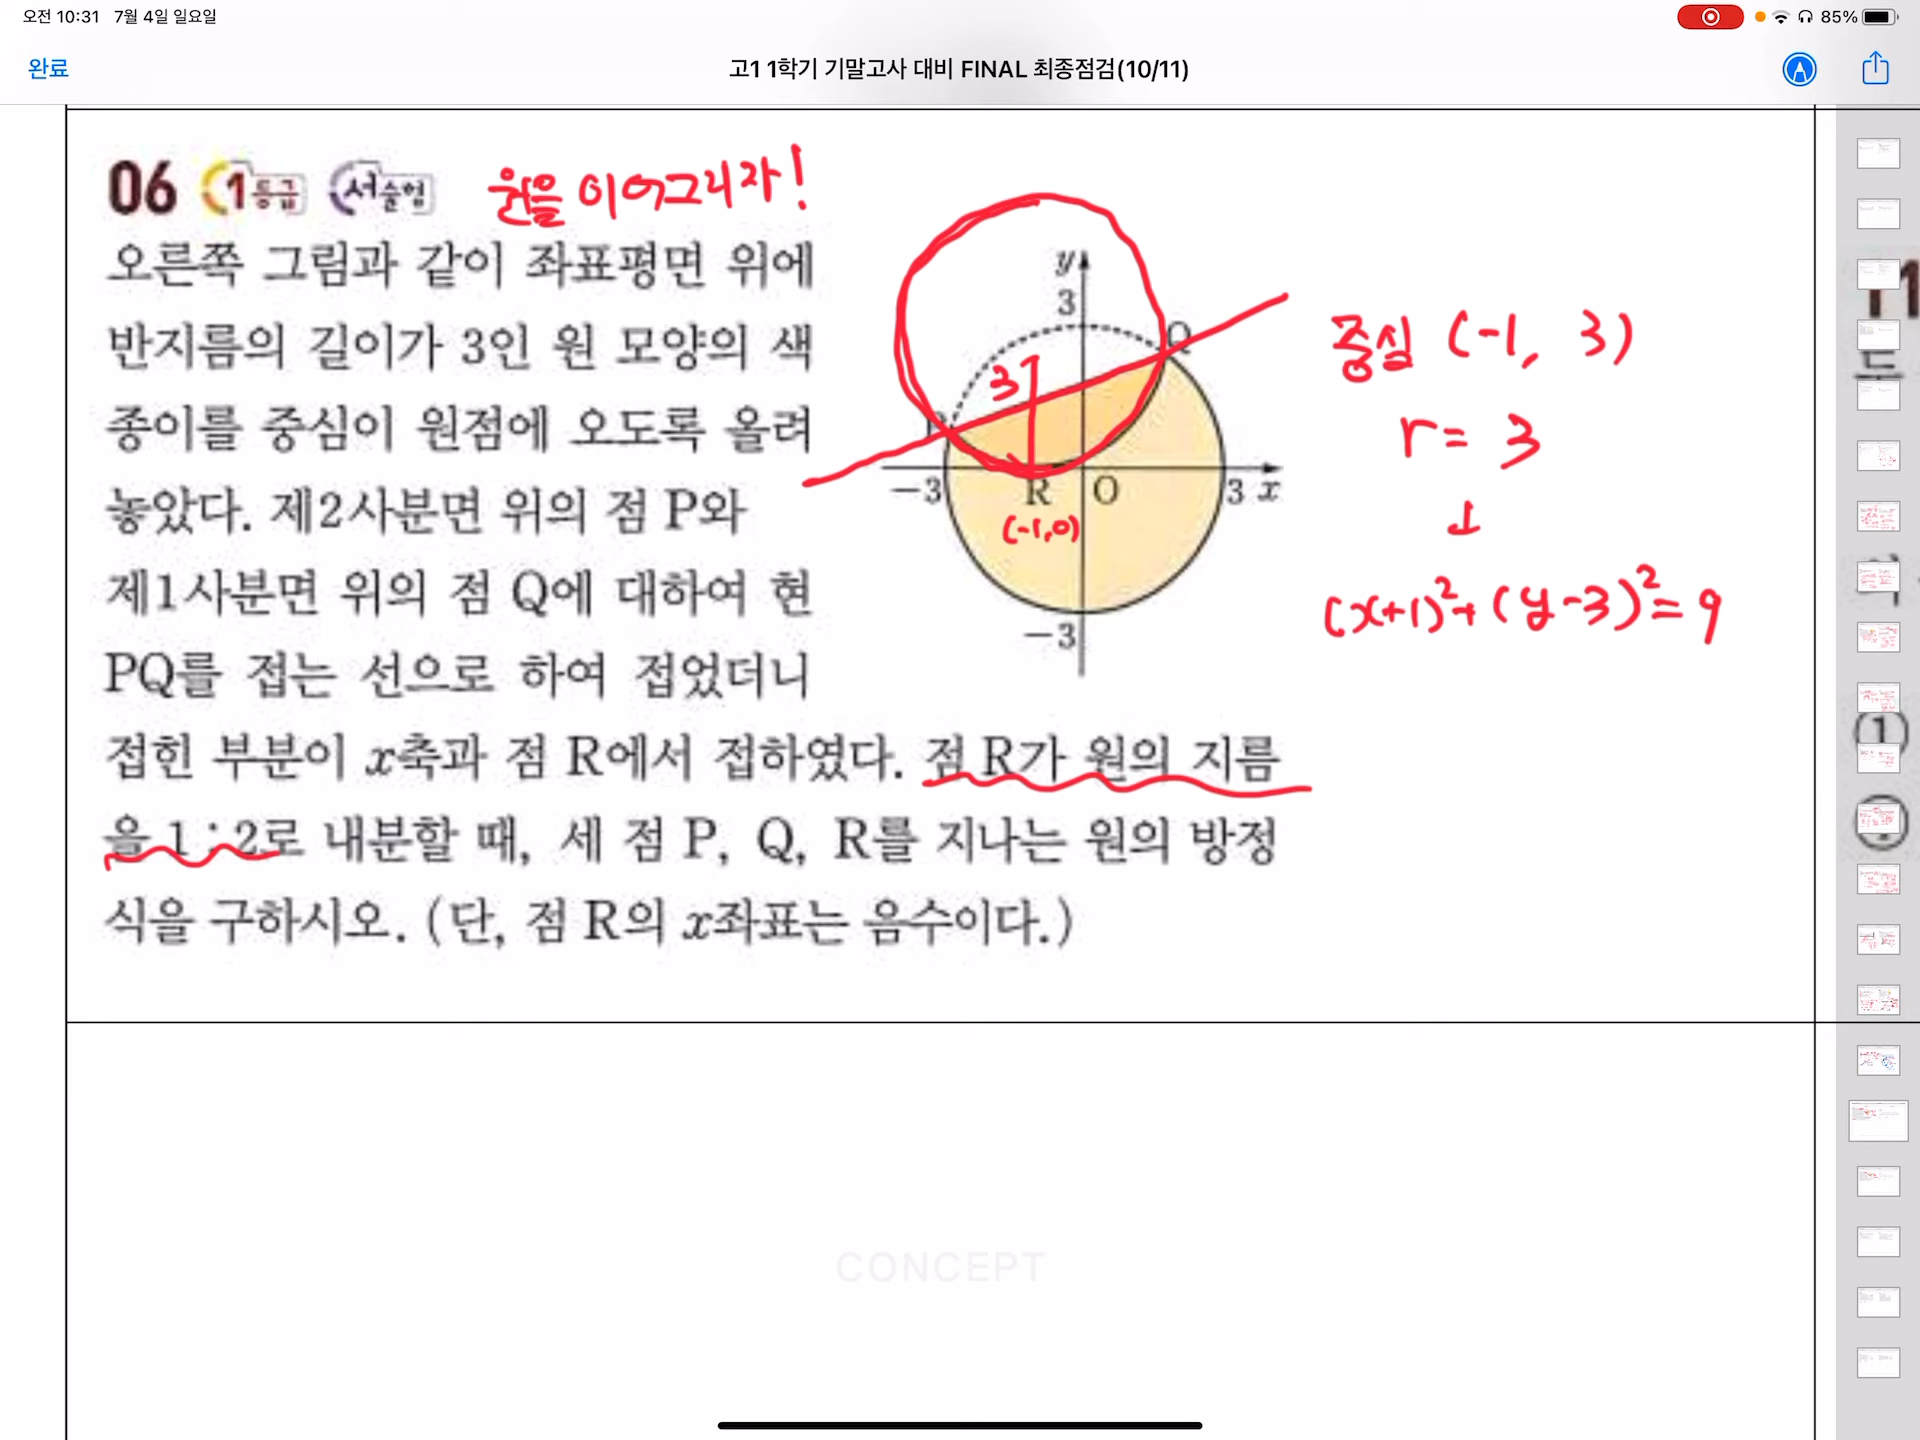 오전 10:31 7월 4일 일요일
85%
완료
고1 1학기 기말고사 대비 FINAL 최종점검(10/11)
06 1등급 서술형
원을 이어그리자!
오른쪽 그림과 같이 좌표평면 위에
반지름의 길이가 3인 원 모양의 색
종이를 중심이 원점에 오도록 올려
놓았다. 제2사분면 위의 점 P와
제1사분면 위의 점 Q에 대하여 현
PQ를 접는 선으로 하여 접었더니
접힌 부분이 x축과 점 R에서 접하였다. 점 R가 원의 지름
을 1 : 2로 내분할 때, 세 점 P, Q, R를 지나는 원의 방정
식을 구하시오. (단, 점 R의 x좌표는 음수이다.)
y
3
Q
3
P
-3 R O 3 x
(-1,0)
-3
중심 (-1, 3)
r = 3
↓
(x+1)²+(y-3)²=9
CONCEPT
①